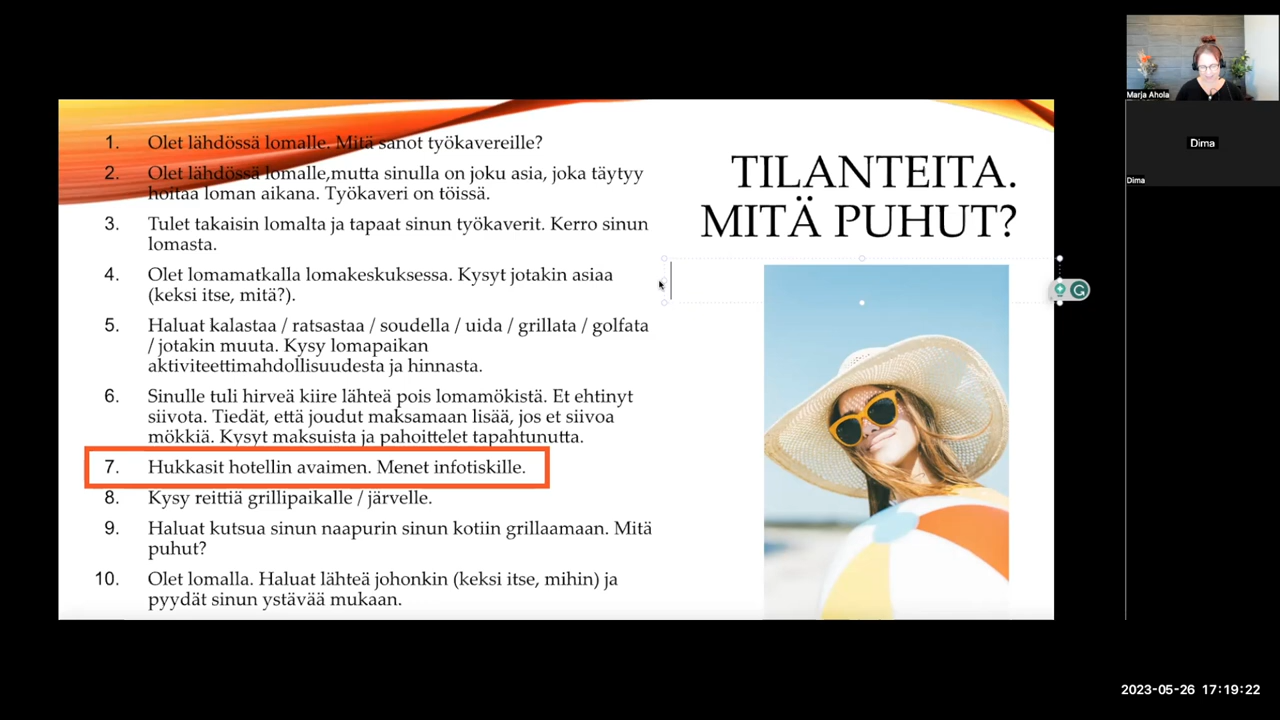 1. Olet lähdössä lomalle. Mitä sanot työkavereille?
2. Olet lähdössä lomalle,mutta sinulla on joku asia, joka täytyy
hoitaa loman aikana. Työkaveri on töissä.
3. Tulet takaisin lomalta ja tapaat sinun työkaverit. Kerro sinun
lomasta.
4. Olet lomamatkalla lomakeskuksessa. Kysyt jotakin asiaa
(keksi itse, mitä?).
5. Haluat kalastaa / ratsastaa / soudella / uida / grillata / golfata
/ jotakin muuta. Kysy lomapaikan
aktiviteettimahdollisuudesta ja hinnasta.
6. Sinulle tuli hirveä kiire lähteä pois lomamökistä. Et ehtinyt
siivota. Tiedät, että joudut maksamaan lisää, jos et siivoa
mökkiä. Kysyt maksuista ja pahoittelet tapahtunutta.
7. Hukkasit hotellin avaimen. Menet infotiskille.
8. Kysy reittiä grillipaikalle / järvelle.
9. Haluat kutsua sinun naapurin sinun kotiin grillaamaan. Mitä
puhut?
10. Olet lomalla. Haluat lähteä johonkin (keksi itse, mihin) ja
pyydät sinun ystävää mukaan.
TILANTEITA.
MITÄ PUHUT?
Marja Ahola
Dima
Dima
2023-05-26 17:19:22